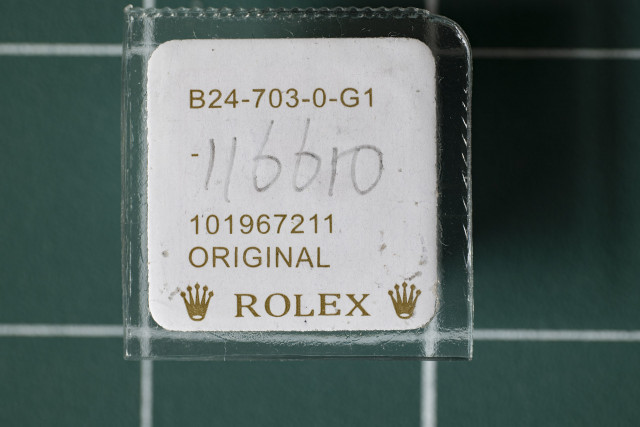 B24-703-0-G1
- 116610
101967211
ORIGINAL
ROLEX